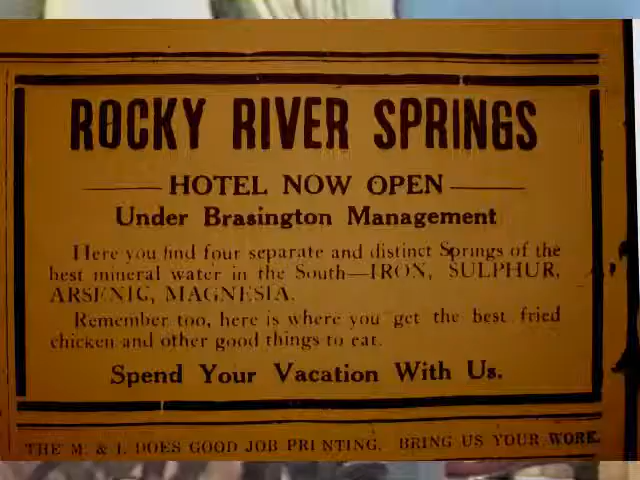 ROCKY RIVER SPRINGS
HOTEL NOW OPEN
Under Brasington Management
Here you find four separate and distinct Springs of the
best mineral water in the South—IRON, SULPHUR,
ARSENIC, MAGNESIA.
Remember too, here is where you get the best fried
chicken and other good things to eat.
Spend Your Vacation With Us.
THE M. & I. DOES GOOD JOB PRINTING. BRING US YOUR WORK.